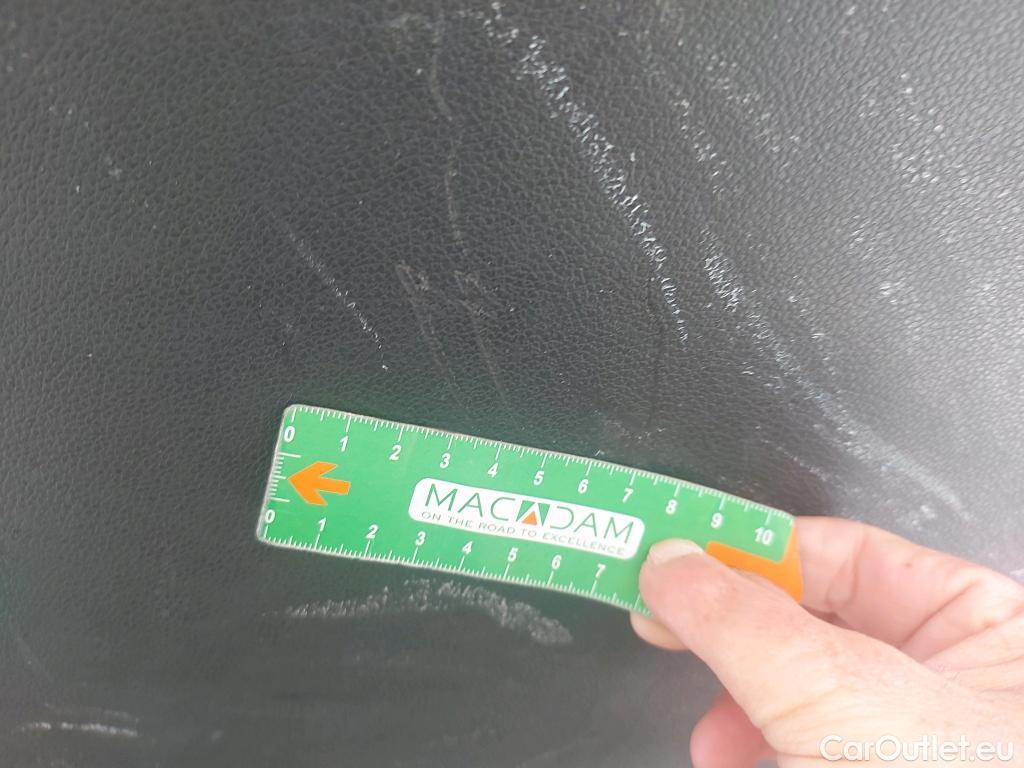 0 1 2 3 4 5 6 7 8 9 10
MACADAM
ON THE ROAD TO EXCELLENCE
0 1 2 3 4 5 6 7
CarOutlet.eu